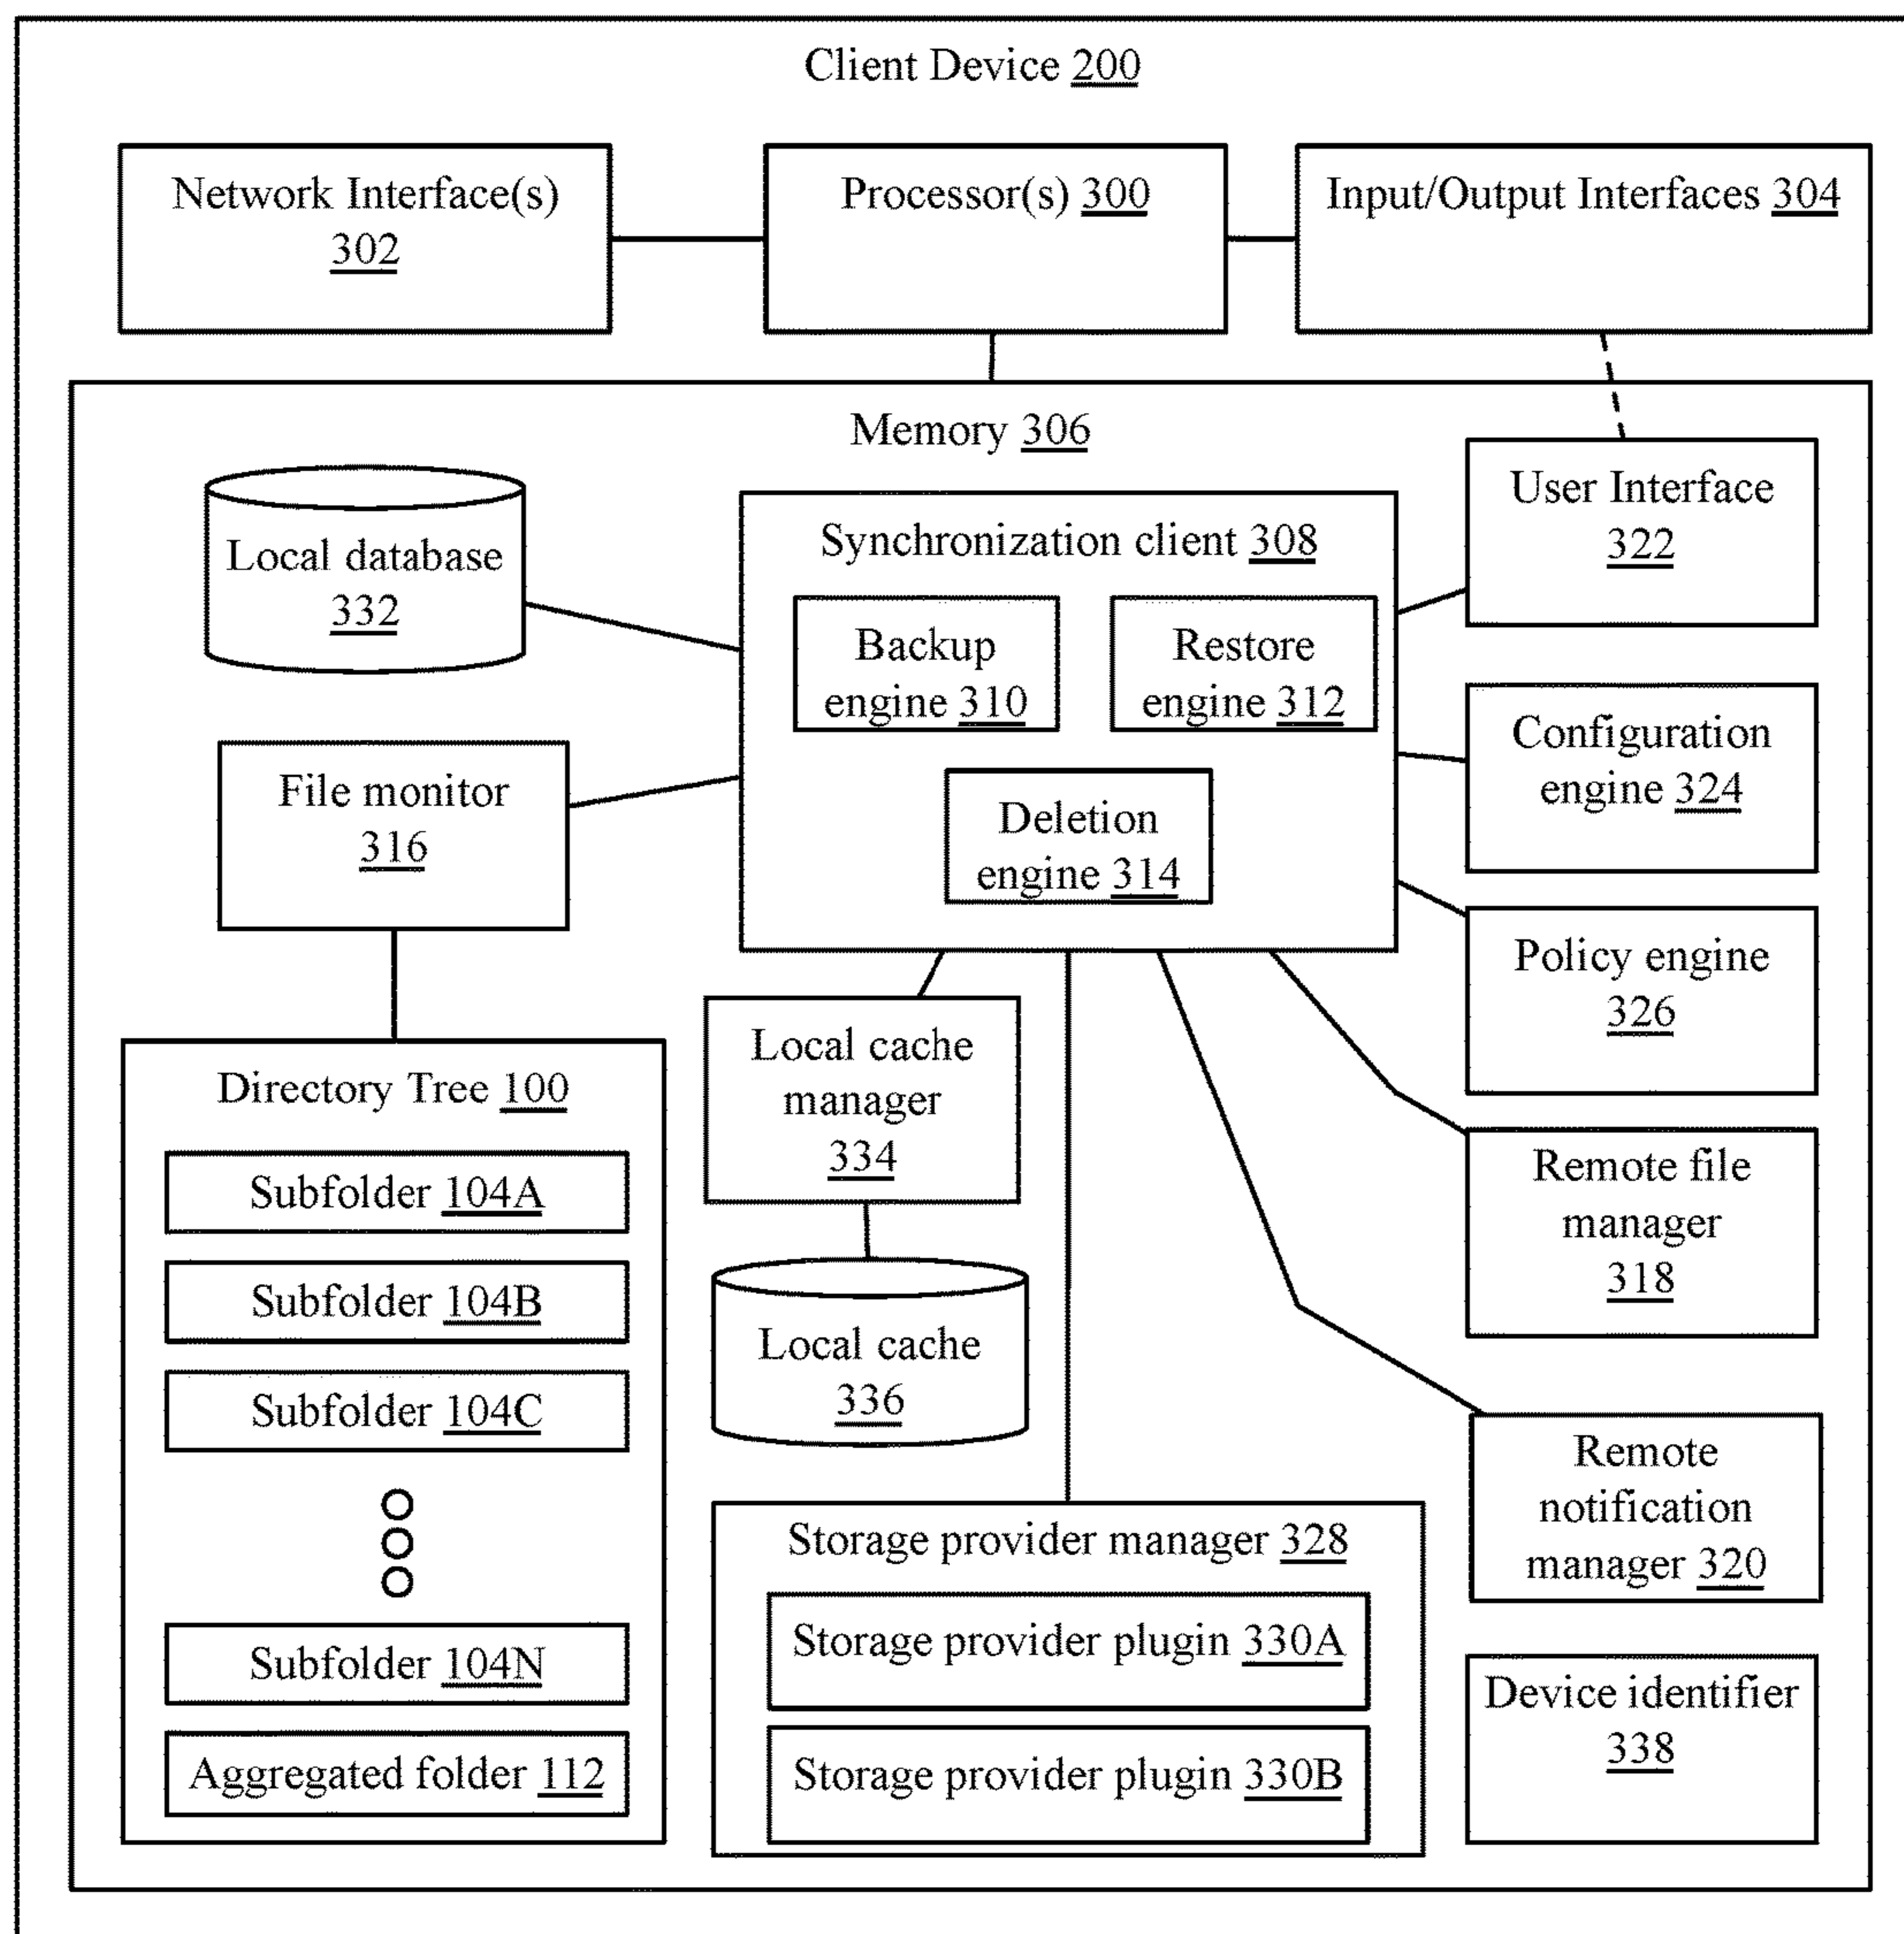 Client Device 200
Network Interface(s)
302
Processor(s) 300
Input/Output Interfaces 304
Memory 306
Local database
332
Synchronization client 308
Backup
engine 310
Restore
engine 312
Deletion
engine 314
User Interface
322
Configuration
engine 324
File monitor
316
Policy engine
326
Directory Tree 100
Subfolder 104A
Subfolder 104B
Subfolder 104C
Subfolder 104N
Aggregated folder 112
Local cache
manager
334
Local cache
336
Remote file
manager
318
Remote
notification
manager 320
Storage provider manager 328
Storage provider plugin 330A
Storage provider plugin 330B
Device identifier
338